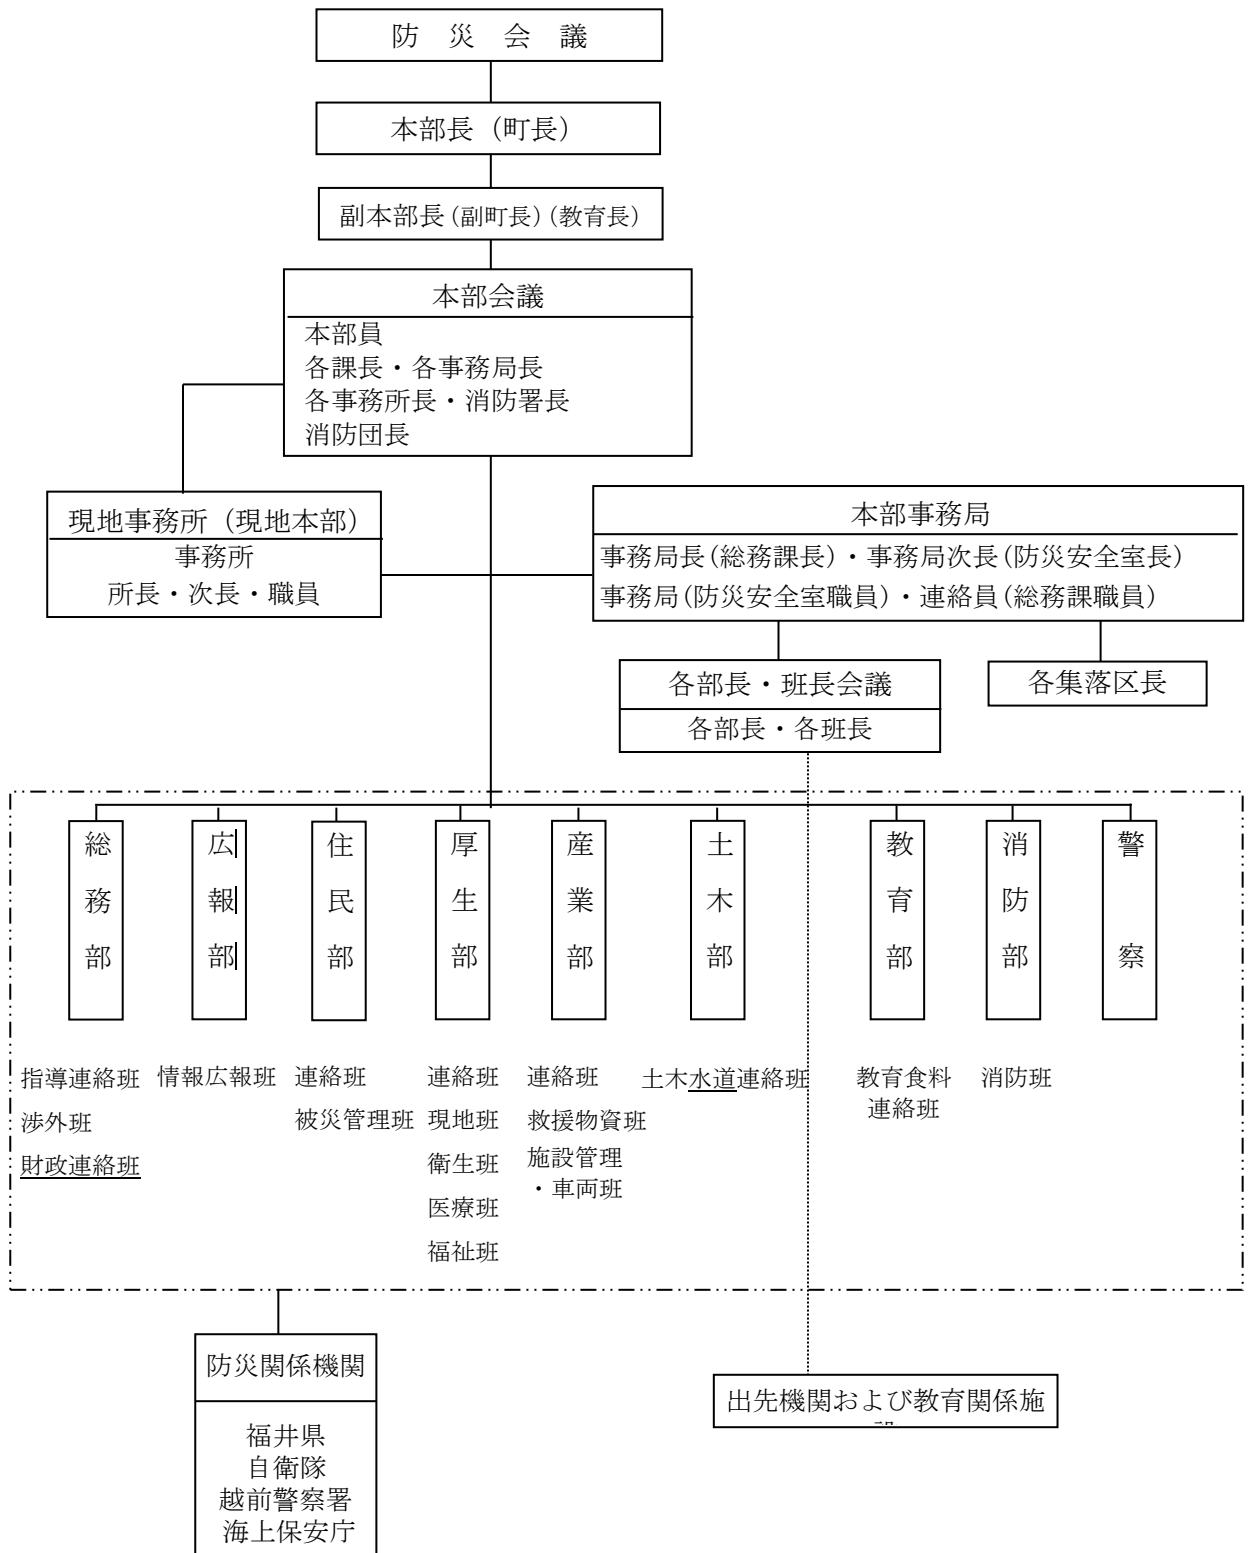 防　災　会　議
本部長（町長）
副本部長(副町長)(教育長)
本部会議
本部員
各課長・各事務局長
各事務所長・消防署長
消防団長
現地事務所（現地本部）
事務所
所長・次長・職員
本部事務局
事務局長(総務課長)・事務局次長(防災安全室長)
事務局(防災安全室職員)・連絡員(総務課職員)
各部長・班長会議
各部長・各班長
各集落区長
総務部
広報部
住民部
厚生部
産業部
土木部
教育部
消防部
警察
指導連絡班
渉外班
財政連絡班
情報広報班
連絡班
被災管理班
連絡班
現地班
衛生班
医療班
福祉班
連絡班
救援物資班
施設管理
・車両班
土木水道連絡班
教育食料
連絡班
消防班
防災関係機関
福井県
自衛隊
越前警察署
海上保安庁
出先機関および教育関係施